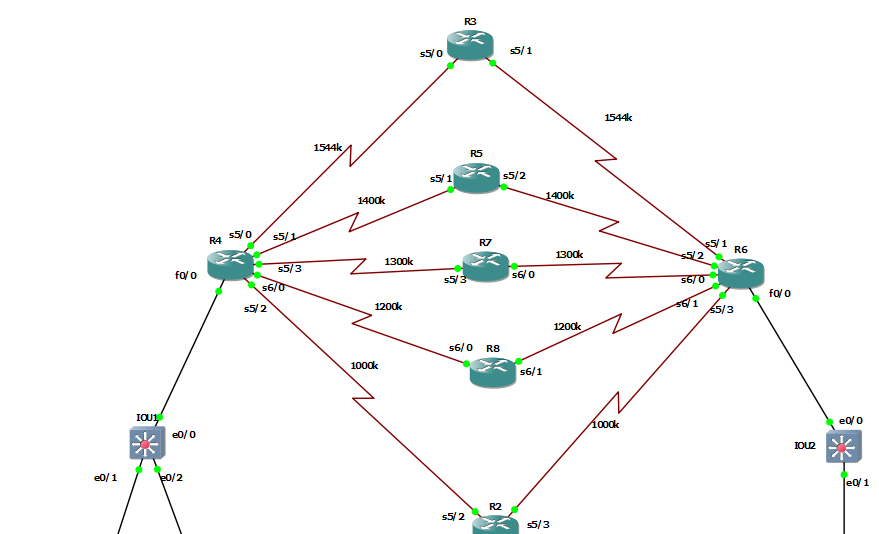 R3
s5/0
s5/1
1544k
1544k
R5
s5/1
s5/2
1400k
1400k
R4
s5/0
s5/1
f0/0
s5/3
s6/0
s5/2
R7
1300k
1300k
s5/3
s6/0
s5/1
R6
s5/2
s6/0
s6/1
s5/3
f0/0
1200k
1200k
s6/0
R8
s6/1
1000k
1000k
IOU1
e0/0
e0/1
e0/2
e0/0
IOU2
e0/1
R2
s5/2
s5/3